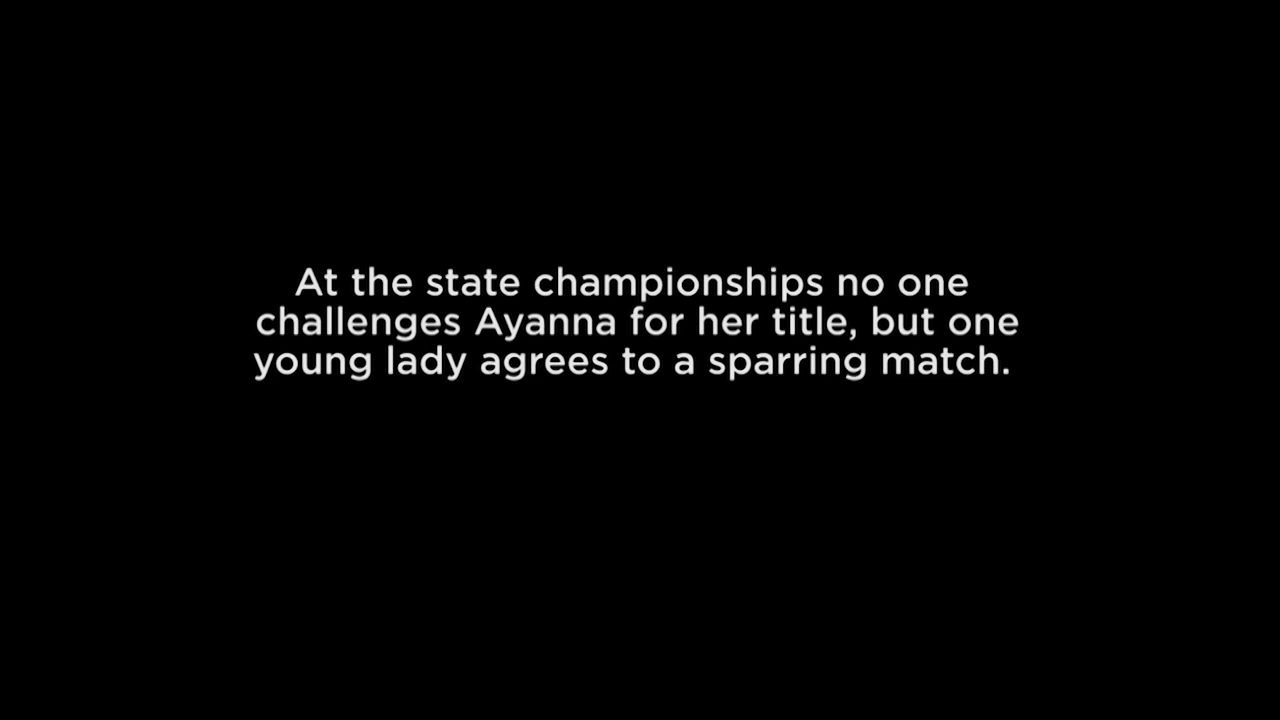 At the state championships no one
challenges Ayanna for her title, but one
young lady agrees to a sparring match.